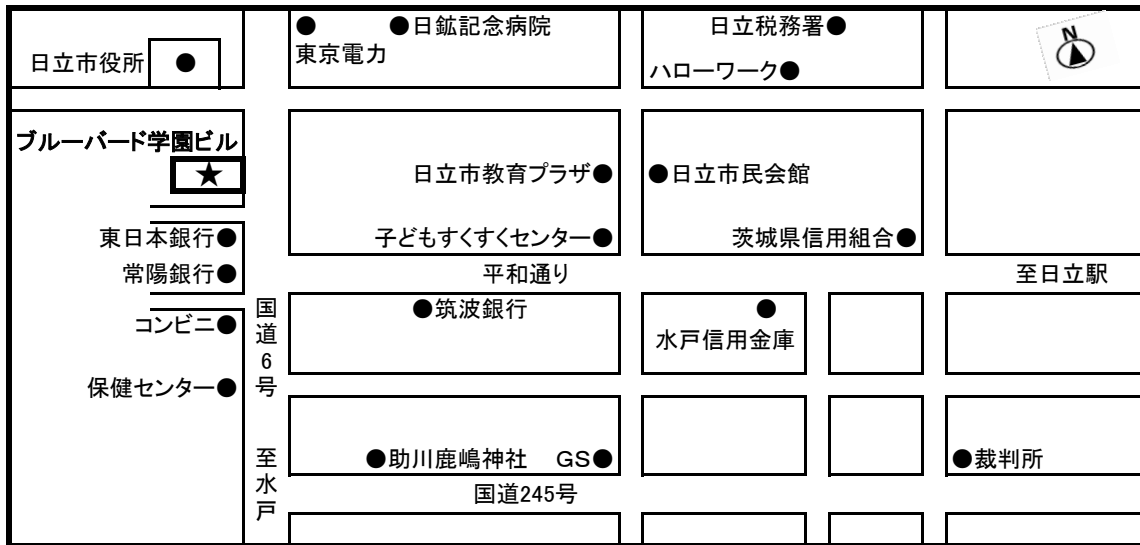 ●日鉱記念病院
日立税務署●
N
東京電力
日立市役所
ハローワーク●
ブルーバード学園ビル
★
日立市教育プラザ●
●日立市民会館
東日本銀行●
子どもすくすくセンター●
茨城県信用組合●
常陽銀行●
平和通り
至日立駅
コンビニ●
国道6号
●筑波銀行
水戸信用金庫
保健センター●
至水戸
●助川鹿嶋神社 GS●
●裁判所
国道245号